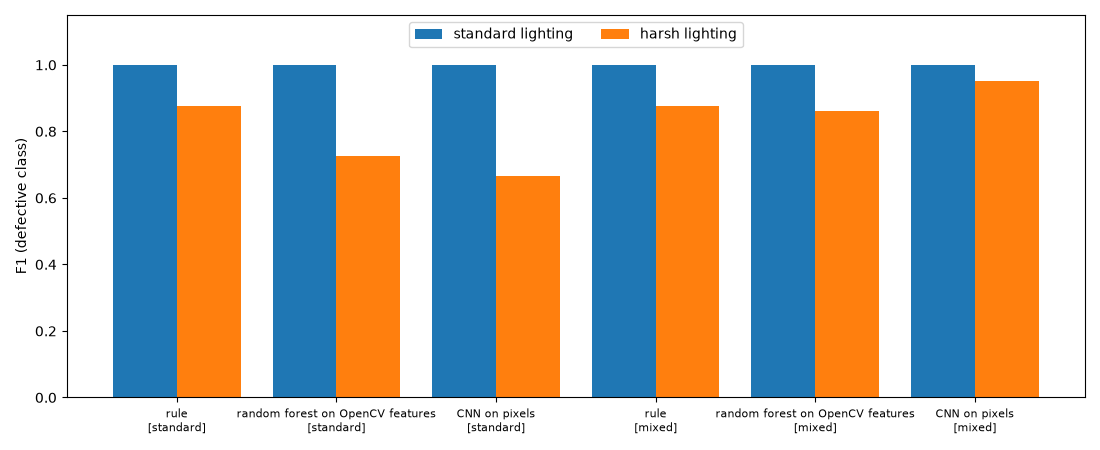 standard lighting
harsh lighting
F1 (defective class)
1.0
0.8
0.6
0.4
0.2
0.0
rule
[standard]
random forest on OpenCV features
[standard]
CNN on pixels
[standard]
rule
[mixed]
random forest on OpenCV features
[mixed]
CNN on pixels
[mixed]